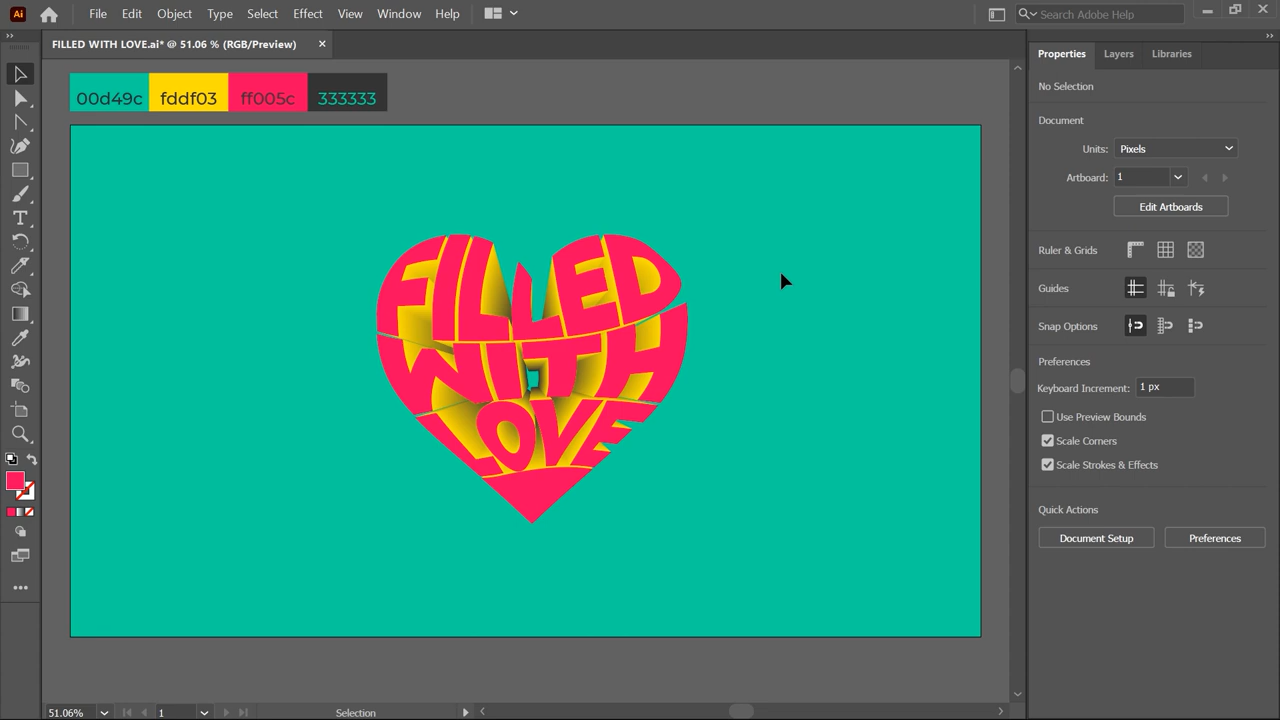 Ai File Edit Object Type Select Effect View Window Help Search Adobe Help
FILLED WITH LOVE.ai* @ 51.06 % (RGB/Preview) ×
00d49c fddf03 ff005c 333333
FILLED
WITH
LOVE
Properties Layers Libraries
No Selection
Document
Units: Pixels
Artboard: 1
Edit Artboards
Ruler & Grids
Guides
Snap Options
Preferences
Keyboard Increment: 1 px
Use Preview Bounds
Scale Corners
Scale Strokes & Effects
Quick Actions
Document Setup Preferences
51.06% 1 Selection